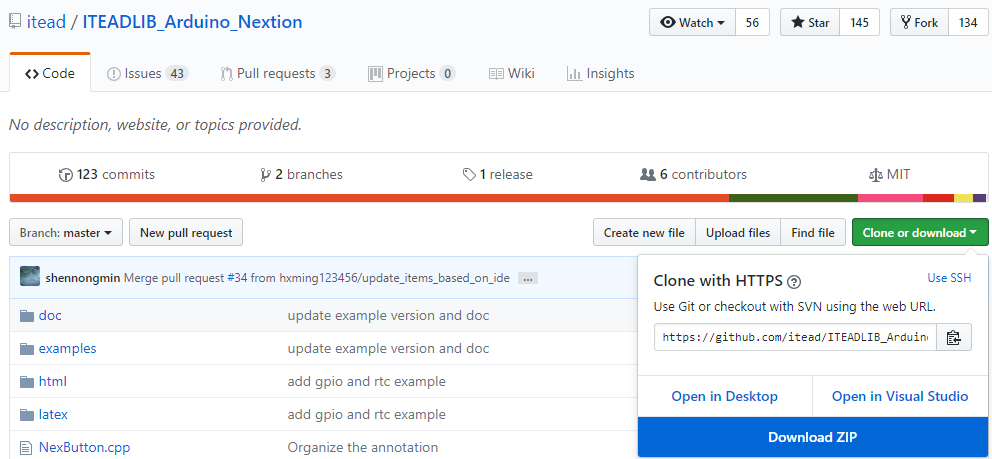 itead / ITEADLIB_Arduino_Nextion
Watch 56 Star 145 Fork 134
Code Issues 43 Pull requests 3 Projects 0 Wiki Insights
No description, website, or topics provided.
123 commits 2 branches 1 release 6 contributors MIT
Branch: master New pull request Create new file Upload files Find file Clone or download
shennongmin Merge pull request #34 from hxming123456/update_items_based_on_ide ...
doc update example version and doc
examples update example version and doc
html add gpio and rtc example
latex add gpio and rtc example
NexButton.cpp Organize the annotation
Clone with HTTPS ? Use SSH
Use Git or checkout with SVN using the web URL.
https://github.com/itead/ITEADLIB_Arduin
Open in Desktop Open in Visual Studio
Download ZIP